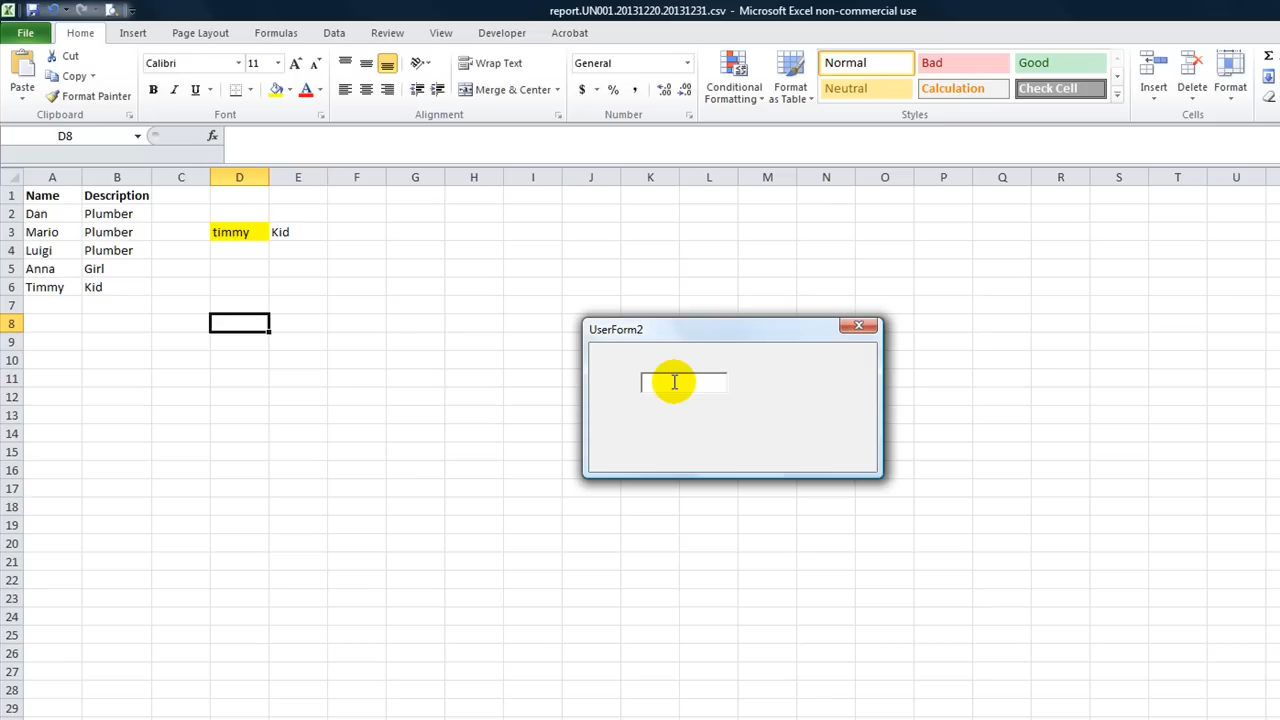 report.UN001.20131220.20131231.csv - Microsoft Excel non-commercial use
File Home Insert Page Layout Formulas Data Review View Developer Acrobat
Paste
Cut
Copy
Format Painter
Clipboard
Calibri 11 A A
B I U A
Font
Wrap Text
Merge & Center
Alignment
General
$ % , .0 .00 .00 .0
Number
Conditional Formatting
Format as Table
Normal Bad Good
Neutral Calculation Check Cell
Styles
Insert Delete Format
Cells
Σ
D8 fx
A B C D E F G H I J K L M N O P Q R S T U
1 Name Description
2 Dan Plumber
3 Mario Plumber timmy Kid
4 Luigi Plumber
5 Anna Girl
6 Timmy Kid
7
8
9
10
11
12
13
14
15
16
17
18
19
20
21
22
23
24
25
26
27
28
29
UserForm2